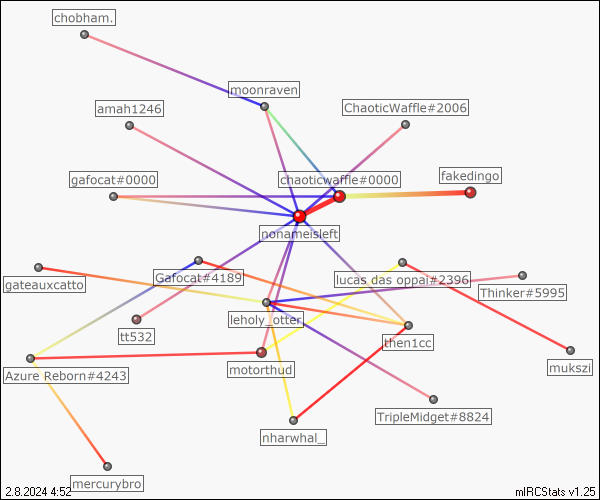 chobham.
moonraven
amah1246
ChaoticWaffle#2006
gafocat#0000
chaoticwaffle#0000
fakedingo
nonameisleft
gateauxcatto
Gafocat#4189
lucas das oppai#2396
Thinker#5995
leholy_otter
tt532
then1cc
Azure Reborn#4243
motorthud
mukszi
TripleMidget#8824
nharwhal_
mercurybro
2.8.2024 4:52
mIRCStats v1.25